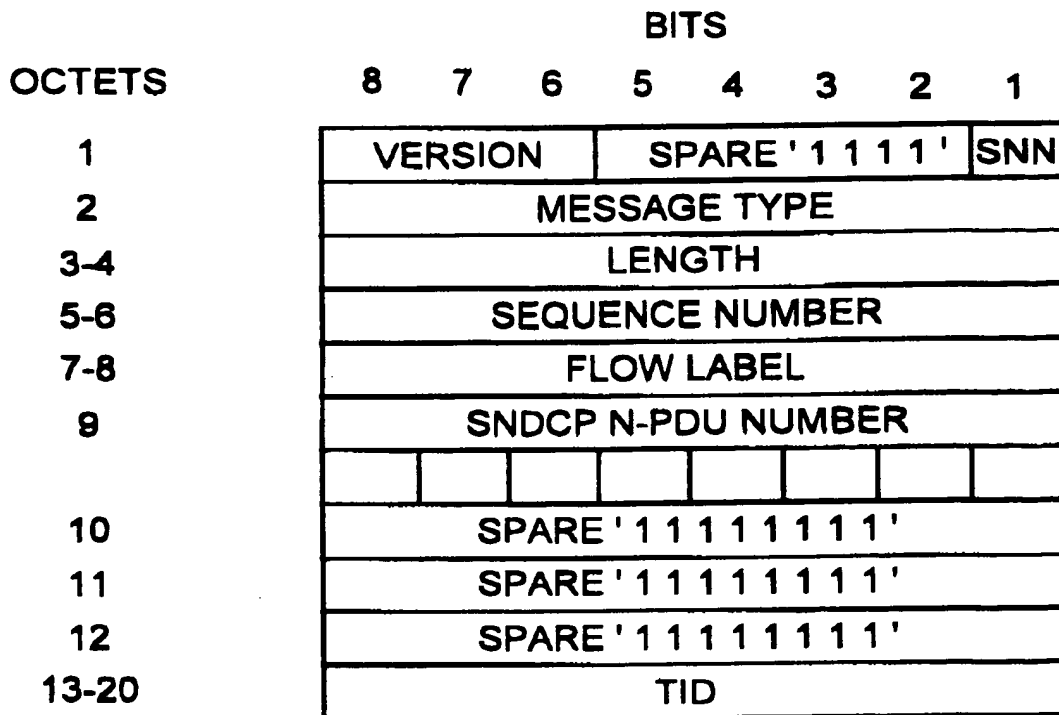 BITS
OCTETS 8 7 6 5 4 3 2 1
1 VERSION SPARE '1 1 1 1' SNN
2 MESSAGE TYPE
3-4 LENGTH
5-6 SEQUENCE NUMBER
7-8 FLOW LABEL
9 SNDCP N-PDU NUMBER
10 SPARE '1 1 1 1 1 1 1 1'
11 SPARE '1 1 1 1 1 1 1 1'
12 SPARE '1 1 1 1 1 1 1 1'
13-20 TID